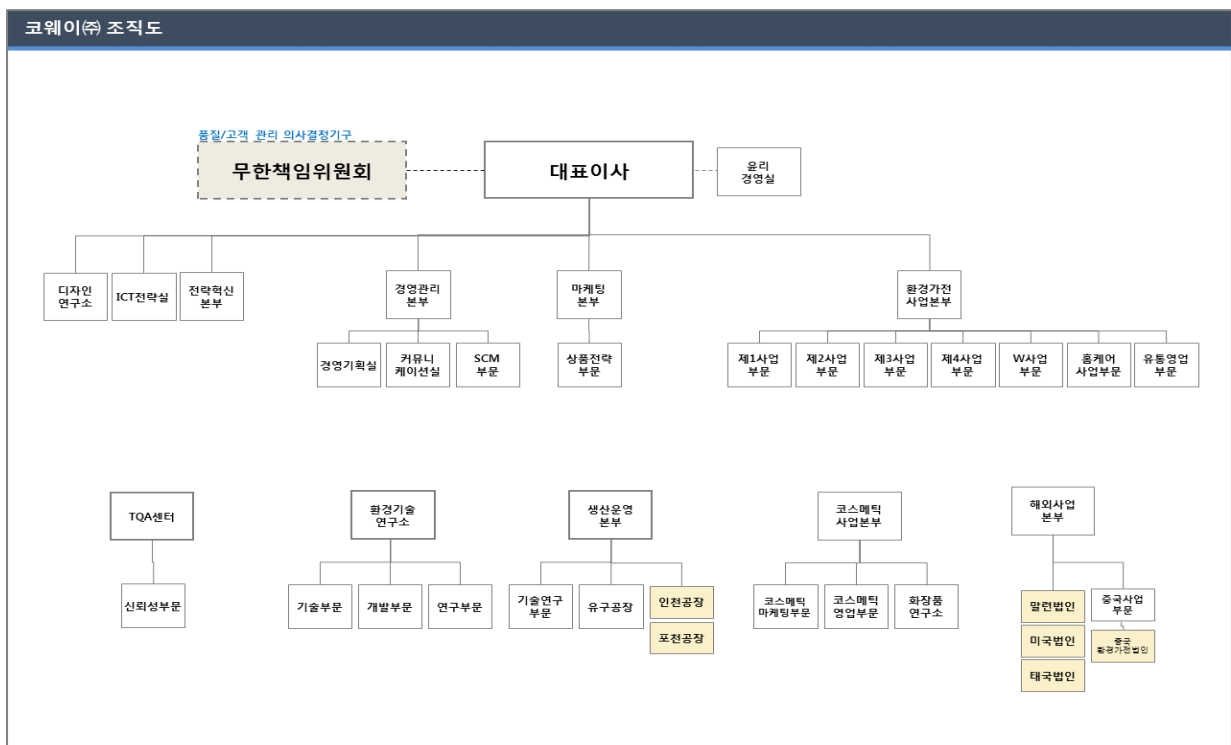 코웨이㈜ 조직도
품질/고객 관리 의사결정기구
무한책임위원회
대표이사
윤리
경영실
디자인
연구소
ICT전략실
전략혁신
본부
경영관리
본부
마케팅
본부
환경가전
사업본부
경영기획실
커뮤니
케이션실
SCM
부문
상품전략
부문
제1사업
부문
제2사업
부문
제3사업
부문
제4사업
부문
W사업
부문
홈케어
사업부문
유통영업
부문
TQA센터
환경기술
연구소
생산운영
본부
코스메틱
사업본부
해외사업
본부
신뢰성부문
기술부문
개발부문
연구부문
기술연구
부문
유구공장
인천공장
포천공장
코스메틱
마케팅부문
코스메틱
영업부문
화장품
연구소
말련법인
미국법인
태국법인
중국사업
부문
중국
환경가전법인